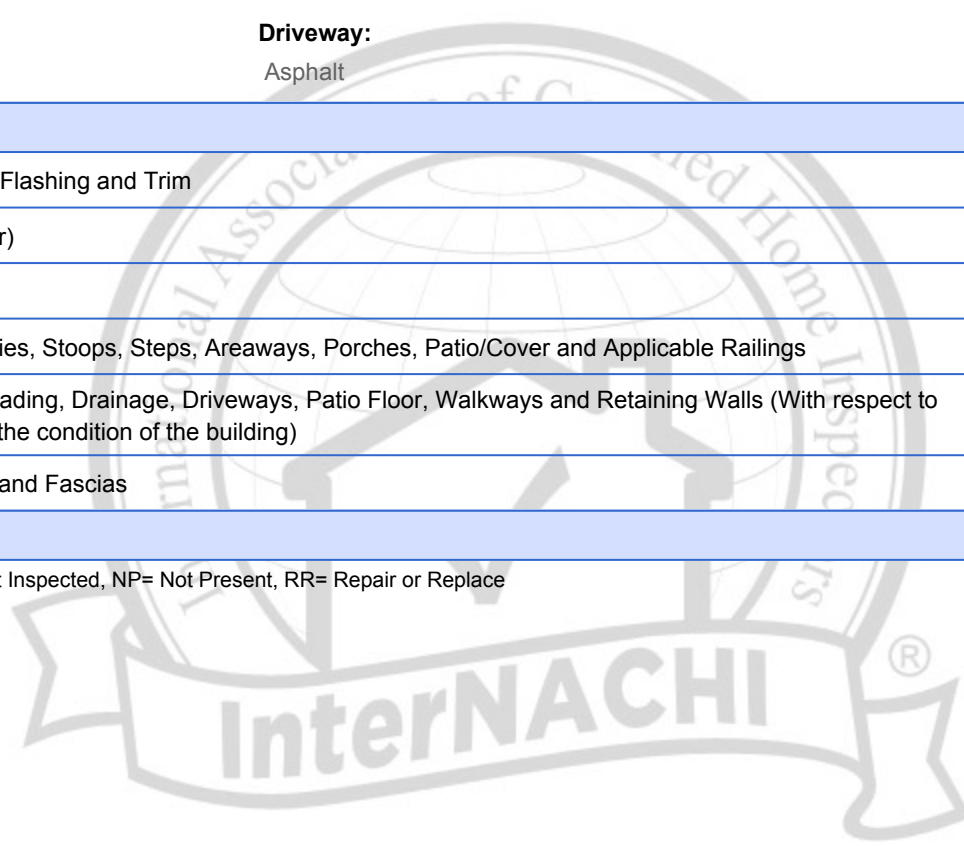 Driveway:
Asphalt
Flashing and Trim
r)
ies, Stoops, Steps, Areaways, Porches, Patio/Cover and Applicable Railings
ading, Drainage, Driveways, Patio Floor, Walkways and Retaining Walls (With respect to
the condition of the building)
and Fascias
t Inspected, NP= Not Present, RR= Repair or Replace
InterNACHI
®